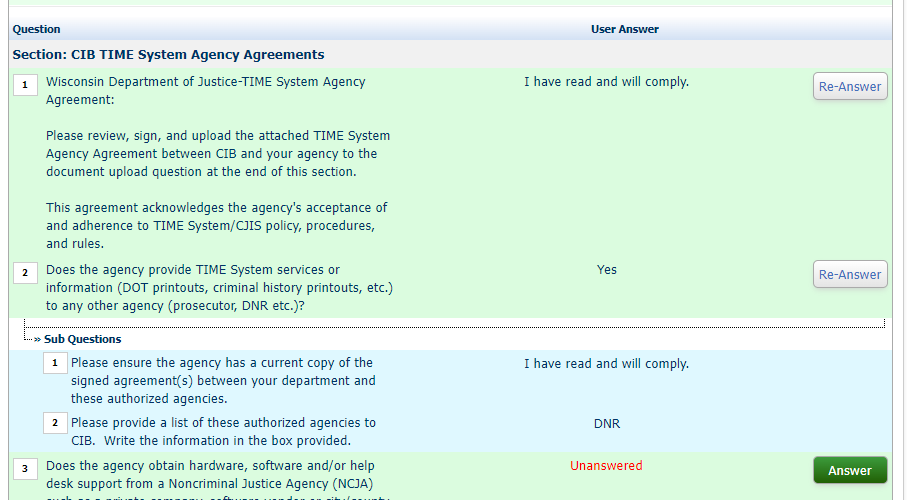 Question User Answer
Section: CIB TIME System Agency Agreements
1 Wisconsin Department of Justice-TIME System Agency I have read and will comply. Re-Answer
Agreement:
Please review, sign, and upload the attached TIME System
Agency Agreement between CIB and your agency to the
document upload question at the end of this section.
This agreement acknowledges the agency's acceptance of
and adherence to TIME System/CJIS policy, procedures,
and rules.
2 Does the agency provide TIME System services or Yes Re-Answer
information (DOT printouts, criminal history printouts, etc.)
to any other agency (prosecutor, DNR etc.)?
» Sub Questions
1 Please ensure the agency has a current copy of the I have read and will comply.
signed agreement(s) between your department and
these authorized agencies.
2 Please provide a list of these authorized agencies to DNR
CIB. Write the information in the box provided.
3 Does the agency obtain hardware, software and/or help Unanswered Answer
desk support from a Noncriminal Justice Agency (NCJA)
such as a private company, software vendor or city/county